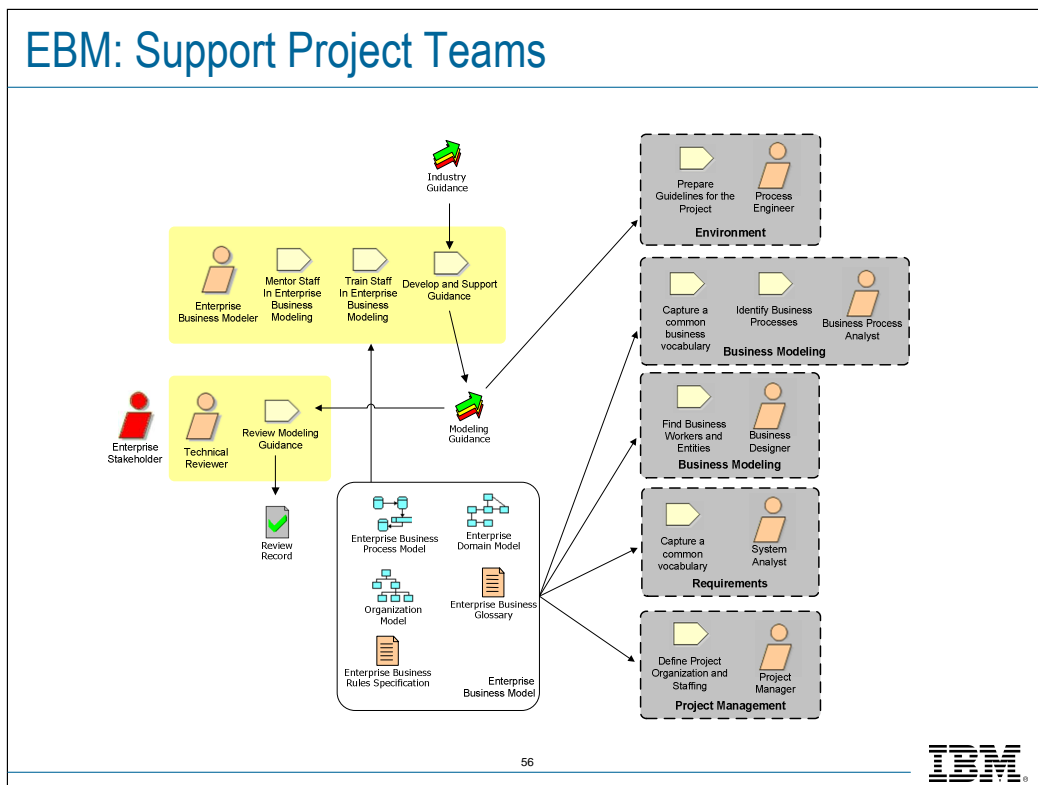 EBM: Support Project Teams
Industry
Guidance
Enterprise
Business Modeler
Mentor Staff
In Enterprise
Business
Modeling
Train Staff
In Enterprise
Business
Modeling
Develop and Support
Guidance
Enterprise
Stakeholder
Technical
Reviewer
Review Modeling
Guidance
Modeling
Guidance
Review
Record
Enterprise Business
Process Model
Enterprise
Domain Model
Organization
Model
Enterprise Business
Glossary
Enterprise Business
Rules Specification
Enterprise
Business Model
Prepare
Guidelines for the
Project
Process
Engineer
Environment
Capture a
common
business
vocabulary
Identify Business
Processes
Business Process
Analyst
Business Modeling
Find Business
Workers and
Entities
Business
Designer
Business Modeling
Capture a
common
vocabulary
System
Analyst
Requirements
Define Project
Organization and
Staffing
Project
Manager
Project Management
56
IBM®